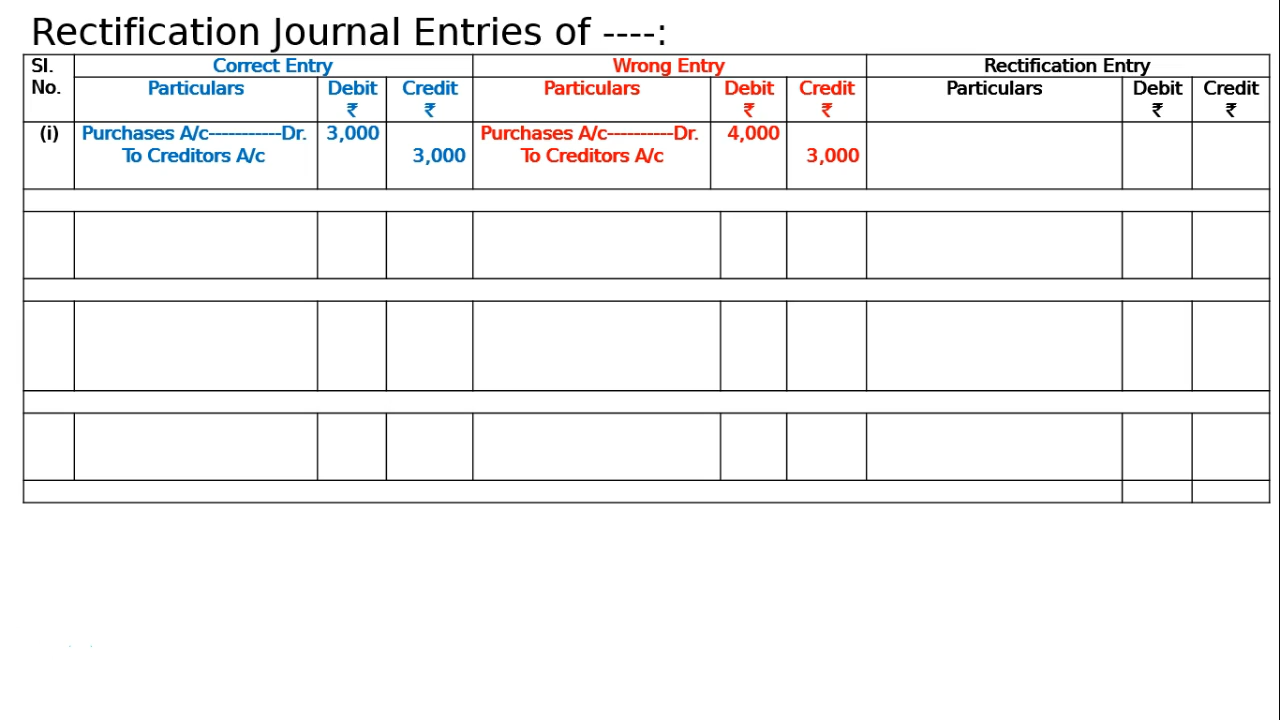 Rectification Journal Entries of ----:
Sl. No. Correct Entry Wrong Entry Rectification Entry
Particulars Debit ₹ Credit ₹ Particulars Debit ₹ Credit ₹ Particulars Debit ₹ Credit ₹
(i) Purchases A/c-----------Dr. 3,000 Purchases A/c----------Dr. 4,000
To Creditors A/c 3,000 To Creditors A/c 3,000